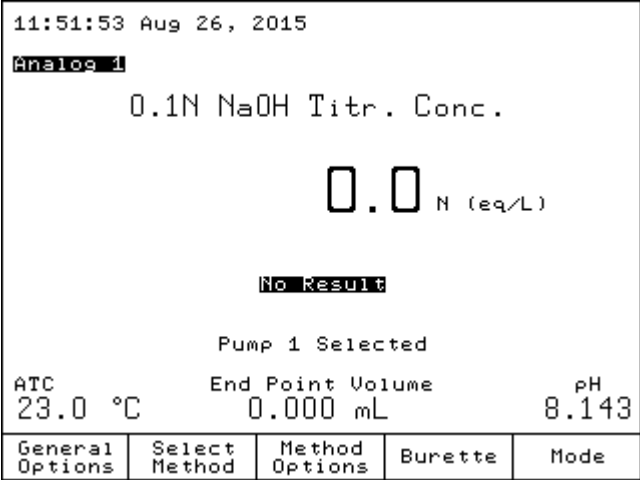 11:51:53 Aug 26, 2015
Analog 1
0.1N NaOH Titr. Conc.
0.0 N (eq/L)
No Result
Pump 1 Selected
ATC End Point Volume pH
23.0 °C 0.000 mL 8.143
General Select Method Burette Mode
Options Method Options